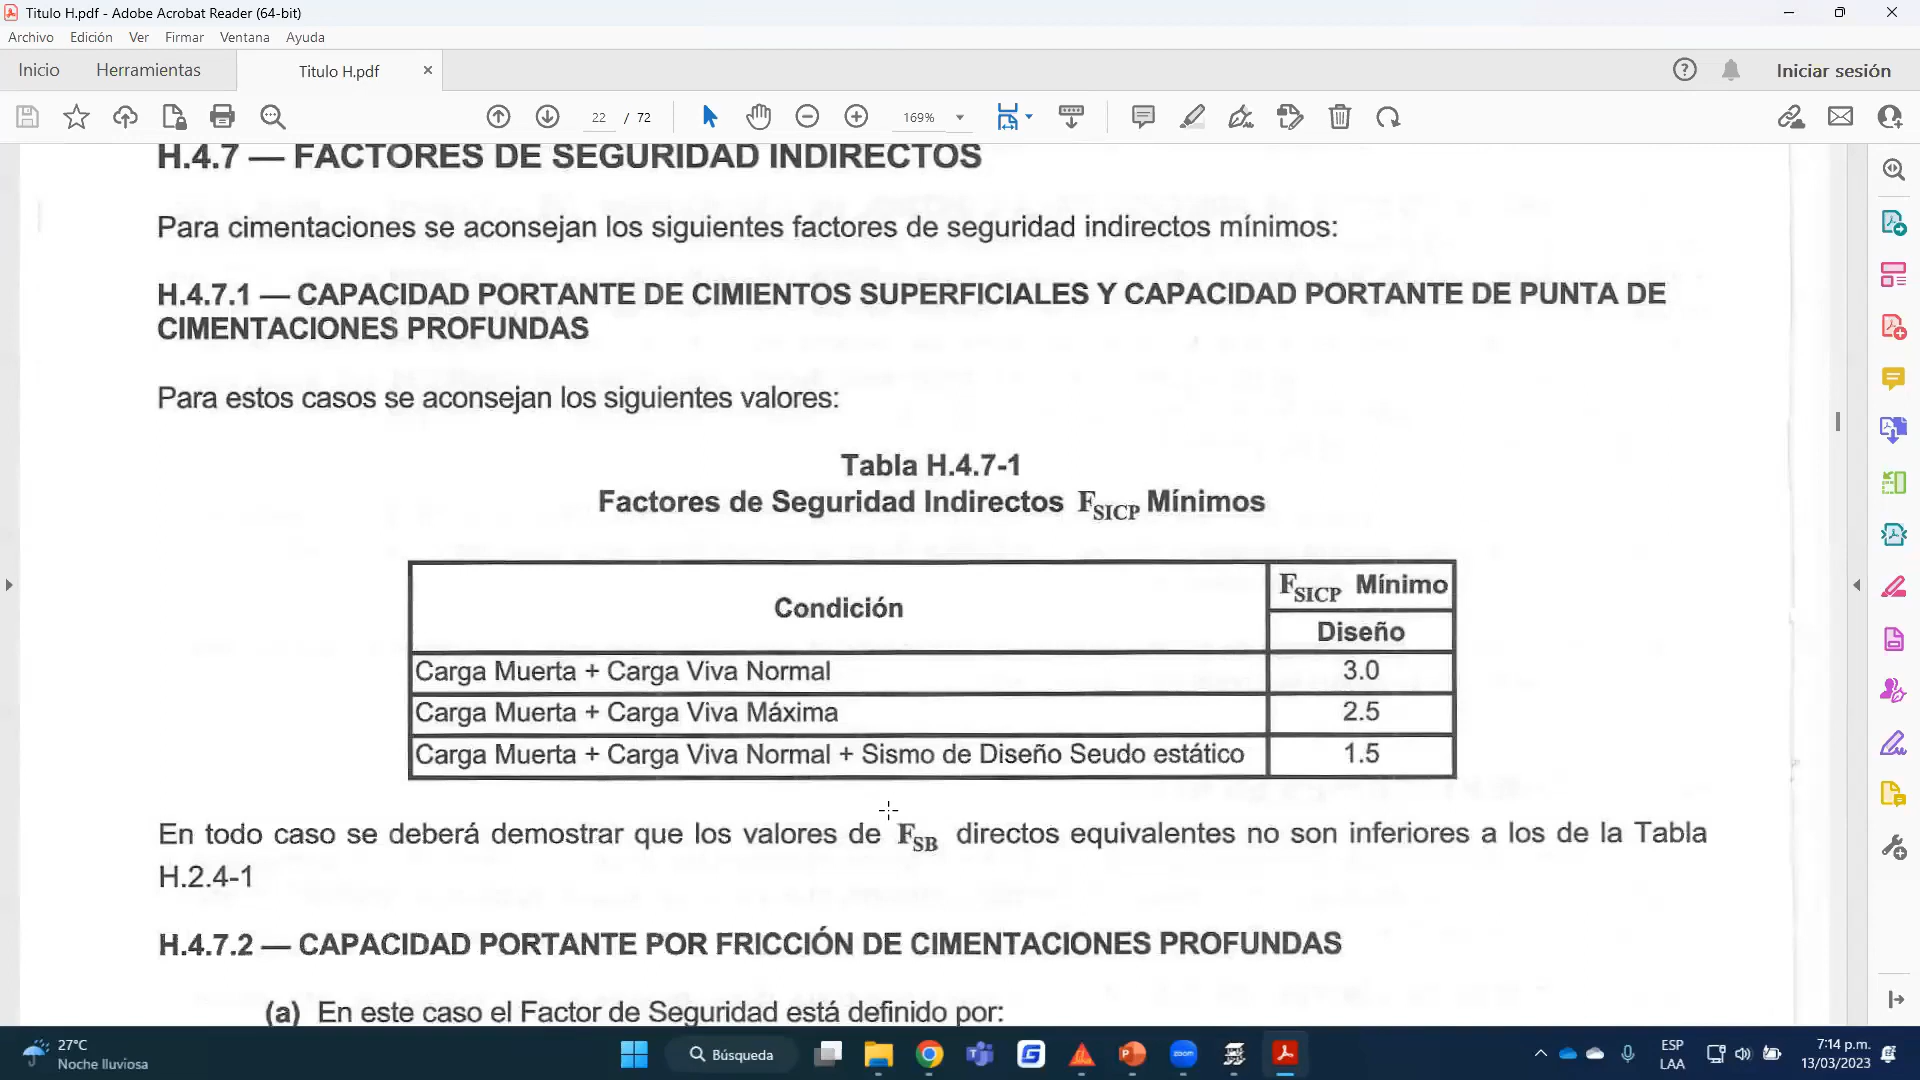 Titulo H.pdf - Adobe Acrobat Reader (64-bit)
Archivo Edición Ver Firmar Ventana Ayuda
Inicio Herramientas Titulo H.pdf × Iniciar sesión
22 / 72 169%
H.4.7 — FACTORES DE SEGURIDAD INDIRECTOS
Para cimentaciones se aconsejan los siguientes factores de seguridad indirectos mínimos:
H.4.7.1 — CAPACIDAD PORTANTE DE CIMIENTOS SUPERFICIALES Y CAPACIDAD PORTANTE DE PUNTA DE
CIMENTACIONES PROFUNDAS
Para estos casos se aconsejan los siguientes valores:
Tabla H.4.7-1
Factores de Seguridad Indirectos FSICP Mínimos
Condición
FSICP Mínimo
Diseño
Carga Muerta + Carga Viva Normal 3.0
Carga Muerta + Carga Viva Máxima 2.5
Carga Muerta + Carga Viva Normal + Sismo de Diseño Seudo estático 1.5
En todo caso se deberá demostrar que los valores de FSB directos equivalentes no son inferiores a los de la Tabla
H.2.4-1
H.4.7.2 — CAPACIDAD PORTANTE POR FRICCIÓN DE CIMENTACIONES PROFUNDAS
(a) En este caso el Factor de Seguridad está definido por:
27°C
Noche lluviosa
Búsqueda
zoom
ESP
LAA
7:14 p.m.
13/03/2023